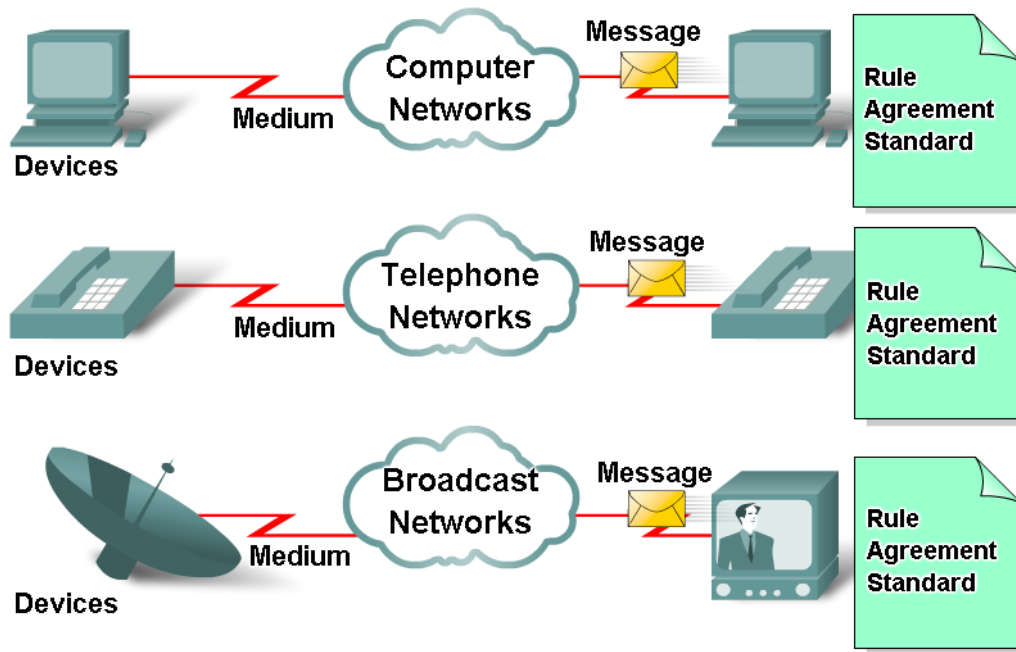 Message
Computer
Networks
Medium
Devices
Rule
Agreement
Standard
Message
Telephone
Networks
Medium
Devices
Rule
Agreement
Standard
Message
Broadcast
Networks
Medium
Devices
Rule
Agreement
Standard